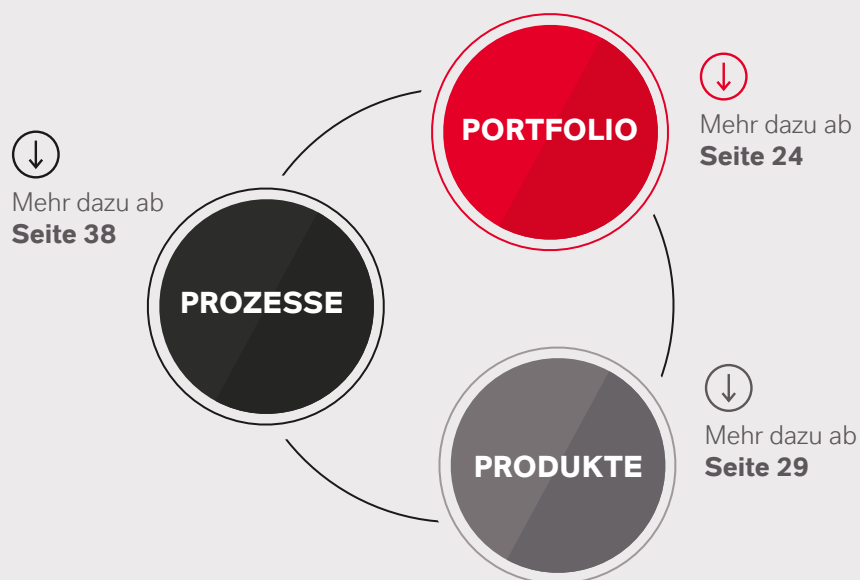 PORTFOLIO
Mehr dazu ab
Seite 24
Mehr dazu ab
Seite 38
PROZESSE
PRODUKTE
Mehr dazu ab
Seite 29